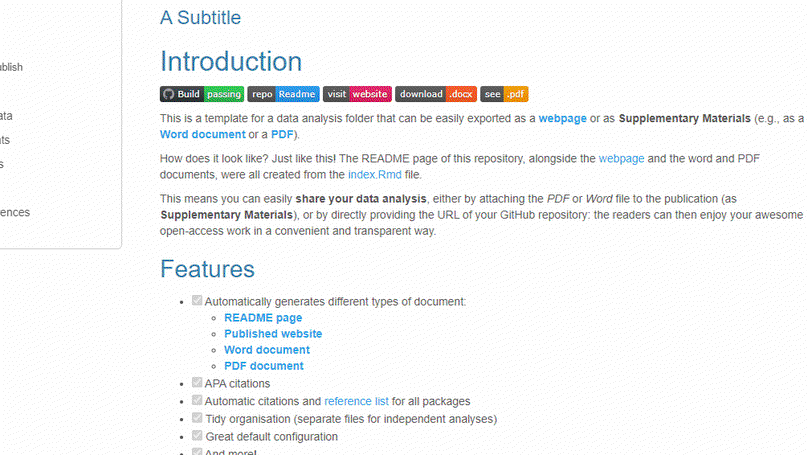 A Subtitle
Introduction
Build passing repo Readme visit website download .docx see .pdf
This is a template for a data analysis folder that can be easily exported as a webpage or as Supplementary Materials (e.g., as a
Word document or a PDF).
How does it look like? Just like this! The README page of this repository, alongside the webpage and the word and PDF
documents, were all created from the index.Rmd file.
This means you can easily share your data analysis, either by attaching the PDF or Word file to the publication (as
Supplementary Materials), or by directly providing the URL of your GitHub repository: the readers can then enjoy your awesome
open-access work in a convenient and transparent way.
Features
Automatically generates different types of document:
README page
Published website
Word document
PDF document
APA citations
Automatic citations and reference list for all packages
Tidy organisation (separate files for independent analyses)
Great default configuration
And more!